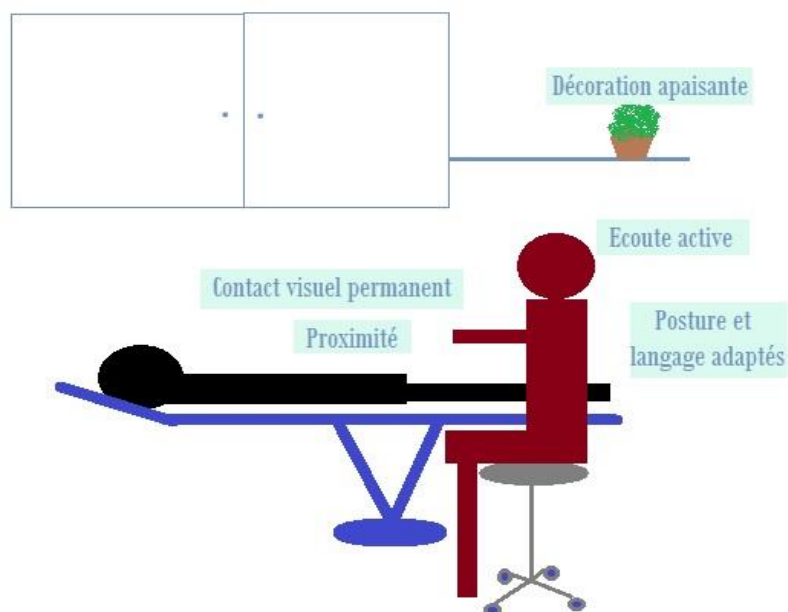 Décoration apaisante
Ecoute active
Contact visuel permanent
Proximité
Posture et
langage adaptés